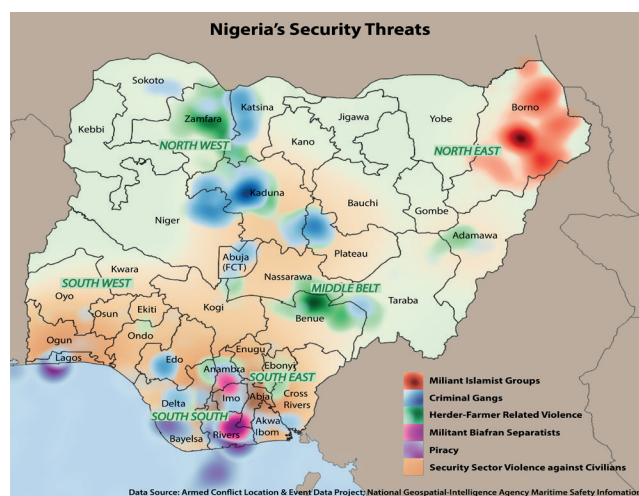 Nigeria's Security Threats
Sokoto
Katsina
Borno
Zamfara
Jigawa
Yobe
Kebbi
Kano
NORTH WEST
NORTH EAST
Kaduna
Bauchi
Niger
Gombe
Adamawa
Abuja
(FCT)
Plateau
Kwara
Nassarawa
SOUTH WEST
MIDDLE BELT
Taraba
Oyo
Kogi
Osun
Ekiti
Benue
Ondo
Ogun
Enugu
Lagos
Edo
Ebonyi
Anambra
SOUTH EAST
Imo
Abia
Cross
Rivers
Delta
SOUTH SOUTH
Akwa
Ibom
Rivers
Bayelsa
Miliant Islamist Groups
Criminal Gangs
Herder-Farmer Related Violence
Militant Biafran Separatists
Piracy
Security Sector Violence against Civilians
Data Source: Armed Conflict Location & Event Data Project; National Geospatial-Intelligence Agency Maritime Safety Infomation